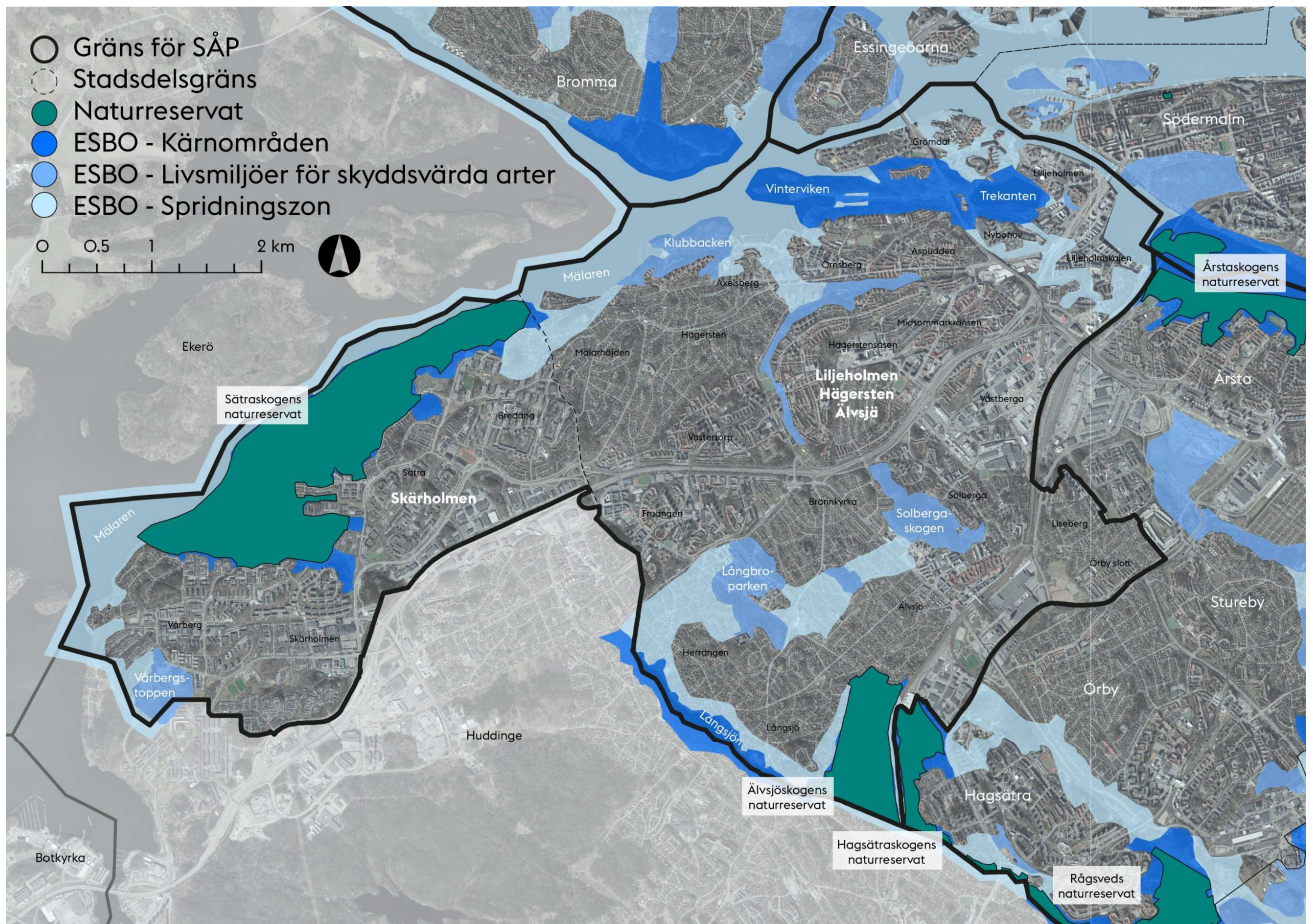 Gräns för SÅP
Stadsdelsgräns
Naturreservat
ESBO - Kärnområden
ESBO - Livsmiljöer för skyddsvärda arter
ESBO - Spridningszon
0 0.5 1 2 km
Bromma
Essingeöarna
Södermalm
Gröndal
Liljeholmen
Vinterviken
Trekanten
Nybohov
Klubbacken
Örnsberg
Aspudden
Liljeholmskajen
Årstaskogens
naturreservat
Mälaren
Axelsberg
Ekerö
Hägersten
Midsommarkransen
Mälarhöjden
Hägerstensåsen
Årsta
Liljeholmen
Hägersten
Älvsjö
Sätraskogens
naturreservat
Västberga
Bredäng
Västertorp
Sätra
Skärholmen
Solberga
Fruängen
Brännkyrka
Solberga-
skogen
Liseberg
Mälaren
Örby slott
Långbro-
parken
Stureby
Älvsjö
Vårberg
Skärholmen
Herrängen
Vårbergs-
toppen
Örby
Långsjön
Långsjö
Huddinge
Älvsjöskogens
naturreservat
Hagsätra
Hagsätraskogens
naturreservat
Botkyrka
Rågsveds
naturreservat